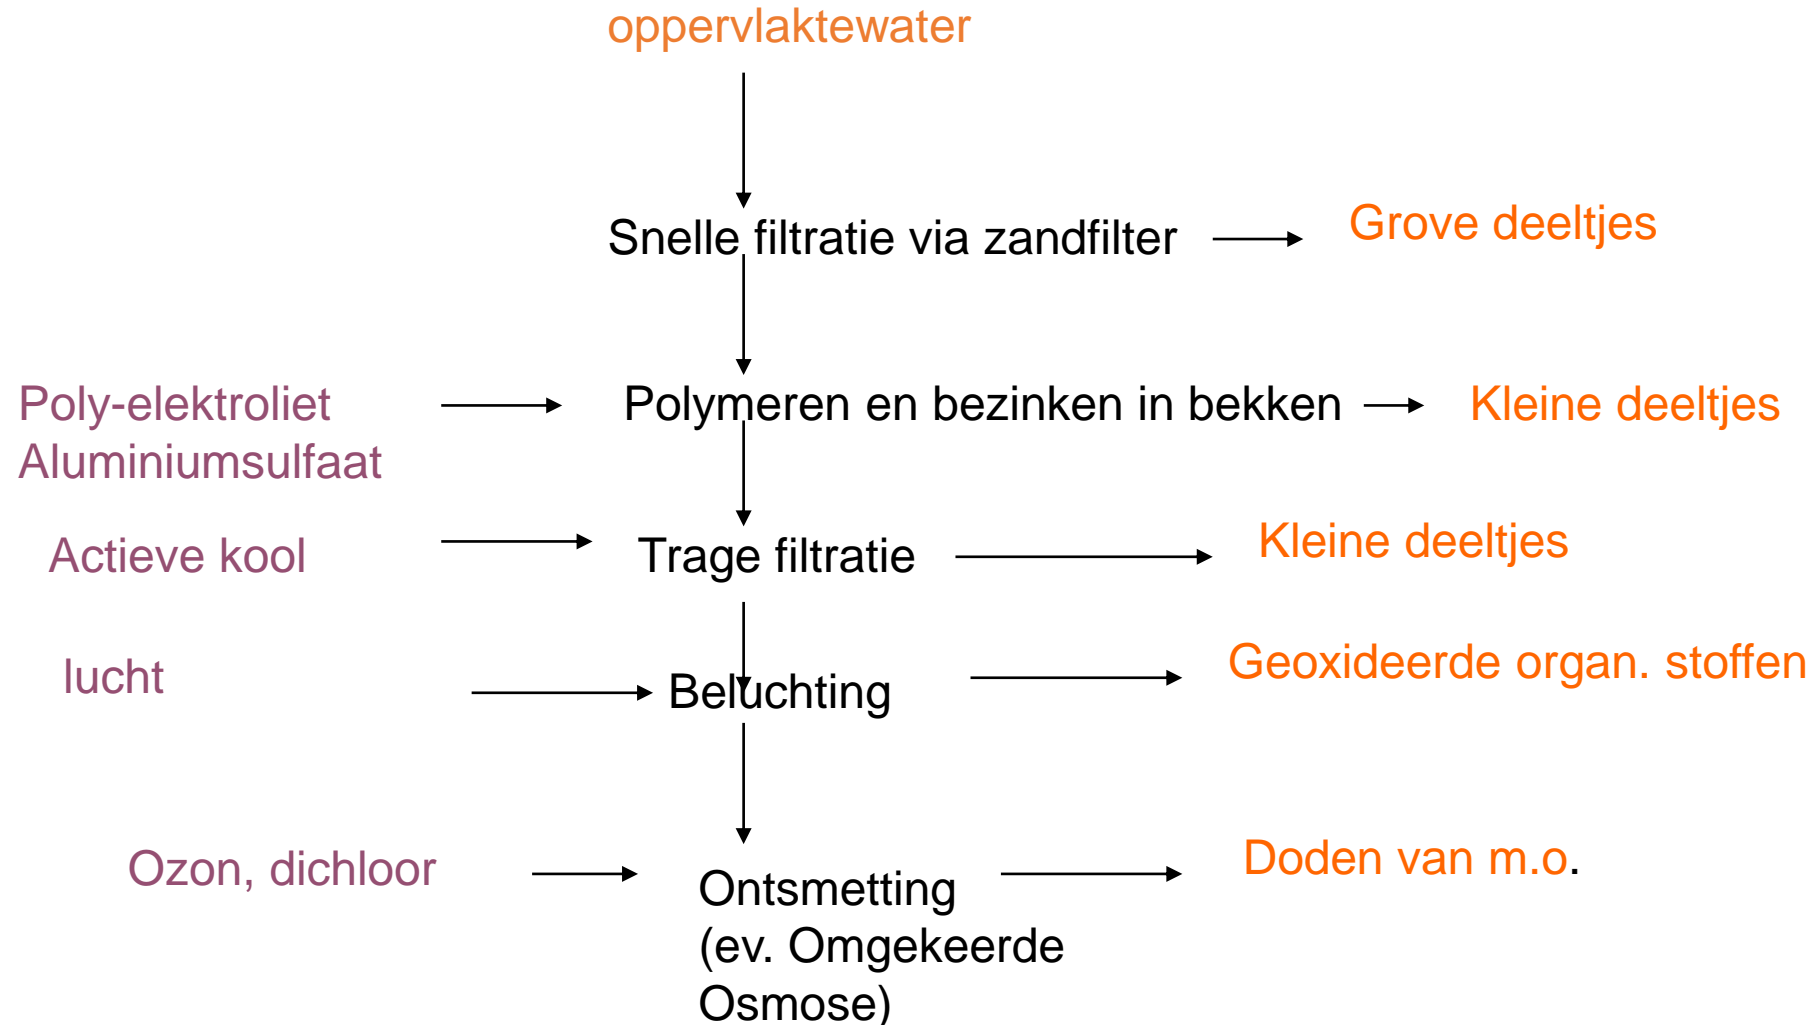 oppervlaktewater
Snelle filtratie via zandfilter
Grove deeltjes
Poly-elektroliet
Aluminiumsulfaat
Polymeren en bezinken in bekken
Kleine deeltjes
Actieve kool
Trage filtratie
Kleine deeltjes
lucht
Beluchting
Geoxideerde organ. stoffen
Ozon, dichloor
Ontsmetting
(ev. Omgekeerde
Osmose)
Doden van m.o.